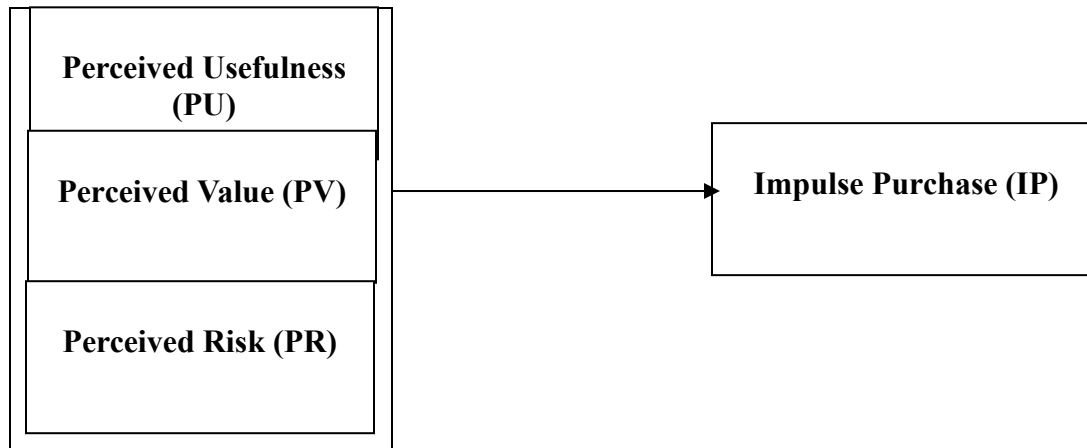 Perceived Usefulness
(PU)
Perceived Value (PV)
Impulse Purchase (IP)
Perceived Risk (PR)